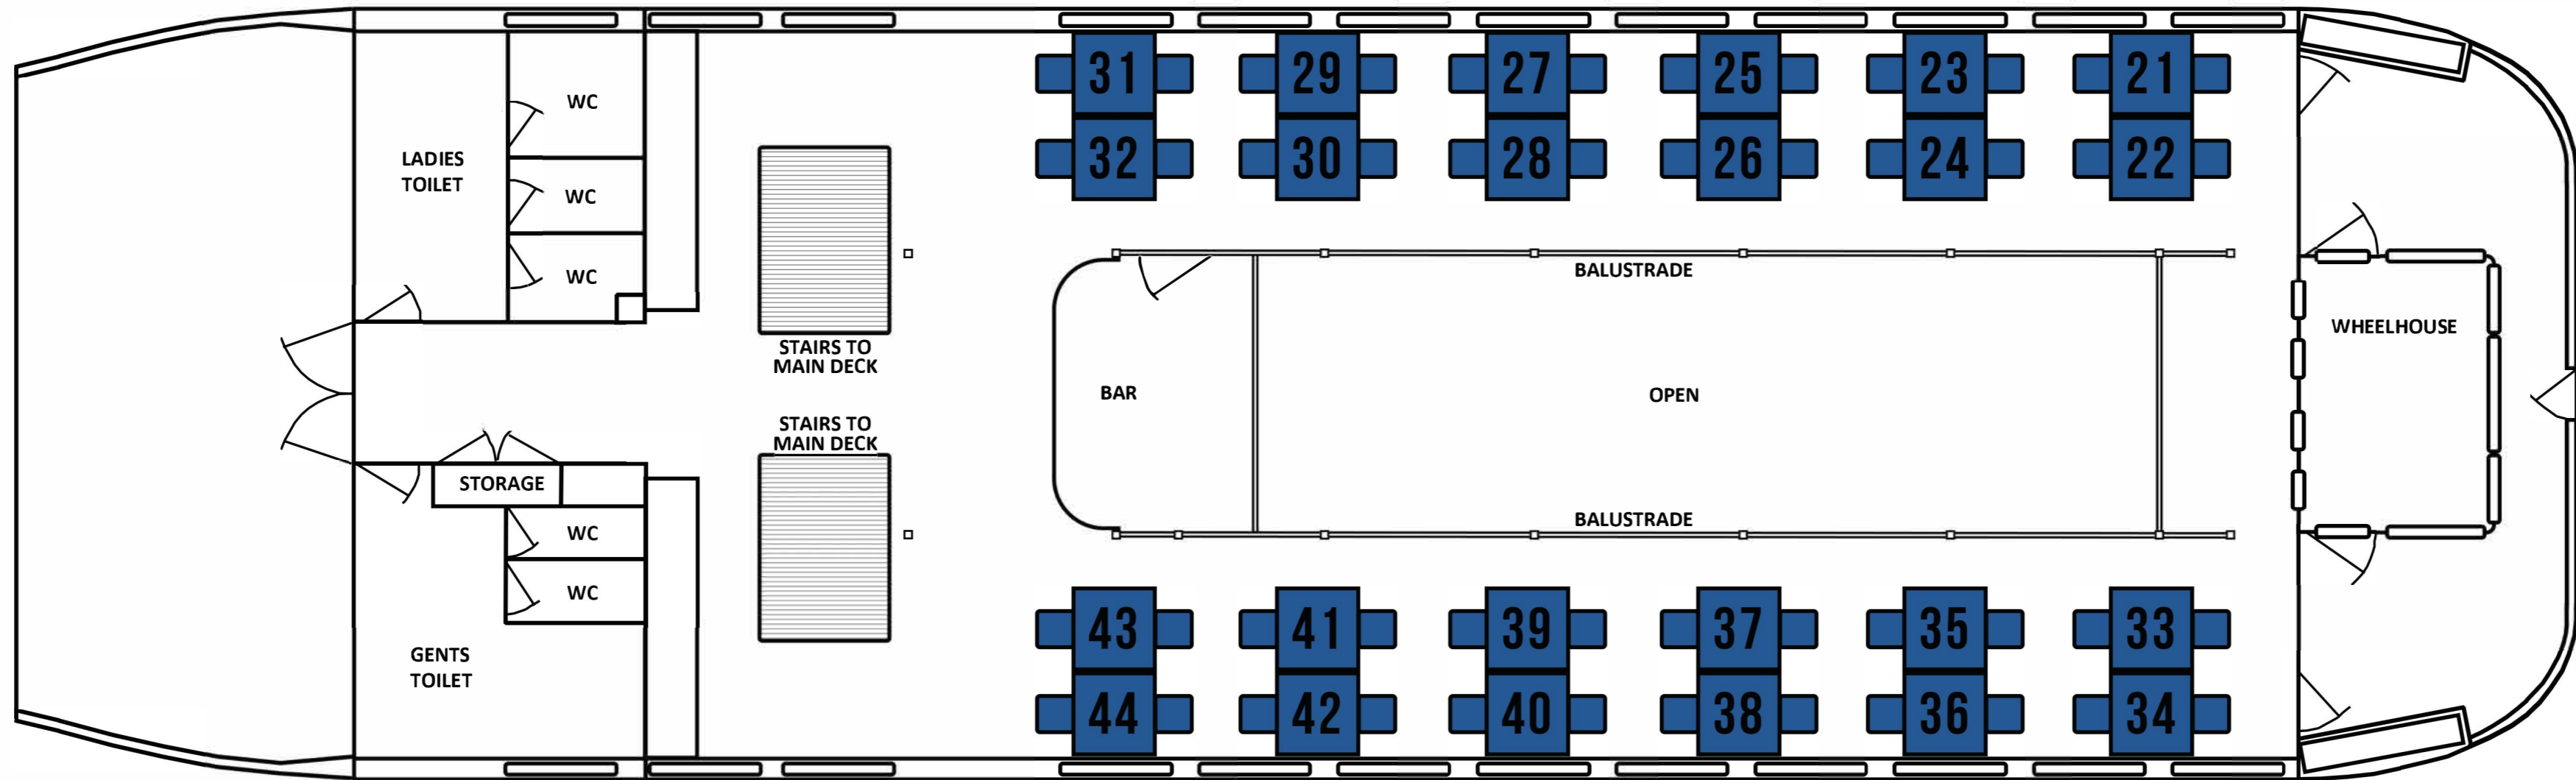 31 29 27 25 23 21
WC
LADIES
TOILET
32 30 28 26 24 22
WC
WC
BALUSTRADE
WHEELHOUSE
STAIRS TO
MAIN DECK
BAR
OPEN
STAIRS TO
MAIN DECK
STORAGE
BALUSTRADE
WC
WC
43 41 39 37 35 33
GENTS
TOILET
44 42 40 38 36 34